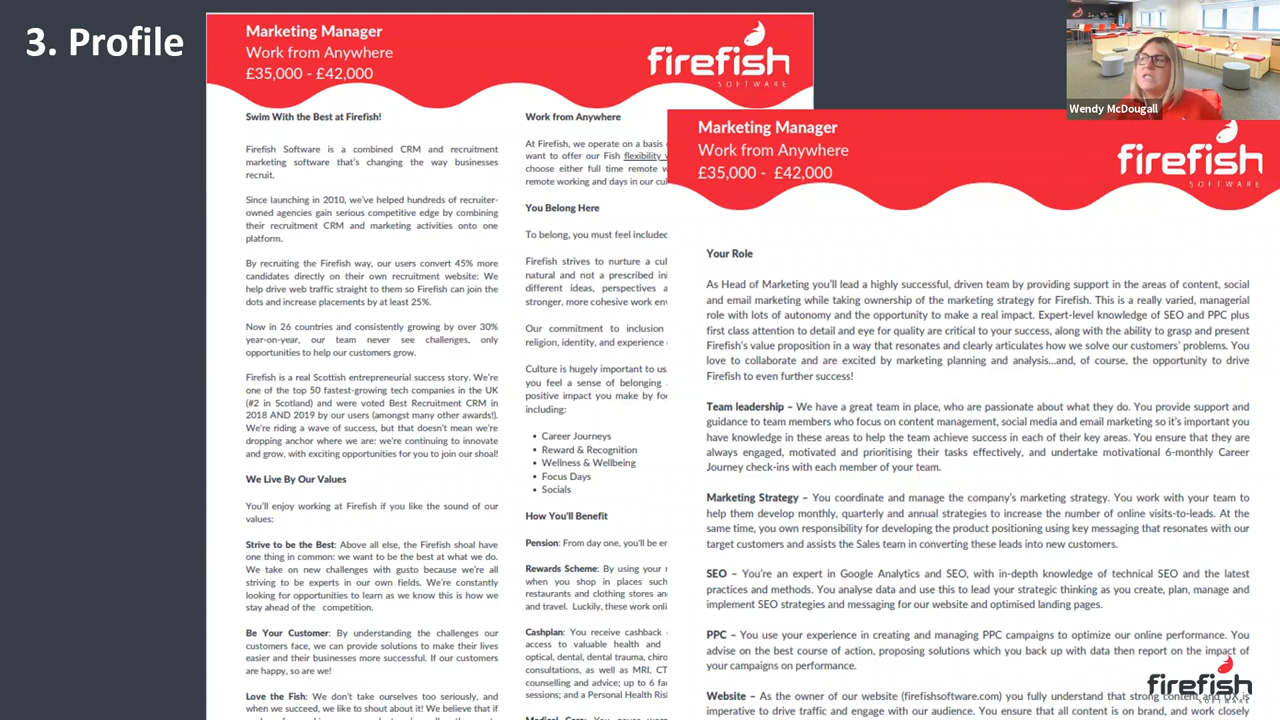 3. Profile
Marketing Manager
Work from Anywhere
£35,000 - £42,000
firefish
SOFTWARE
Swim With the Best at Firefish!
Firefish Software is a combined CRM and recruitment
marketing software that's changing the way businesses
recruit.
Since launching in 2010, we've helped hundreds of recruiter-
owned agencies gain serious competitive edge by combining
their recruitment CRM and marketing activities onto one
platform.
By recruiting the Firefish way, our users convert 45% more
candidates directly on their own recruitment website: We
help drive web traffic straight to them so Firefish can join the
dots and increase placements by at least 25%.
Now in 26 countries and consistently growing by over 30%
year-on-year, our team never see challenges, only
opportunities to help our customers grow.
Firefish is a real Scottish entrepreneurial success story. We're
one of the top 50 fastest-growing tech companies in the UK
(#2 in Scotland) and were voted Best Recruitment CRM in
2018 AND 2019 by our users (amongst many other awards!).
We're riding a wave of success, but that doesn't mean we're
dropping anchor where we are: we're continuing to innovate
and grow, with exciting opportunities for you to join our shoal!
We Live By Our Values
You'll enjoy working at Firefish if you like the sound of our
values:
Strive to be the Best: Above all else, the Firefish shoal have
one thing in common: we want to be the best at what we do.
We take on new challenges with gusto because we're all
striving to be experts in our own fields. We're constantly
looking for opportunities to learn as we know this is how we
stay ahead of the competition.
Be Your Customer: By understanding the challenges our
customers face, we can provide solutions to make their lives
easier and their businesses more successful. If our customers
are happy, so are we!
Love the Fish: We don't take ourselves too seriously, and
when we succeed, we like to shout about it! We believe that if
Work from Anywhere
At Firefish, we operate on a basis
want to offer our Fish flexibility
choose either full time remote w
remote working and days in our cu
You Belong Here
To belong, you must feel included
Firefish strives to nurture a cul
natural and not a prescribed ini
different ideas, perspectives a
stronger, more cohesive work env
Our commitment to inclusion
religion, identity, and experience
Culture is hugely important to us
you feel a sense of belonging
positive impact you make by foc
including:
• Career Journeys
• Reward & Recognition
• Wellness & Wellbeing
• Focus Days
• Socials
How You'll Benefit
Pension: From day one, you'll be er
Rewards Scheme: By using your r
when you shop in places such
restaurants and clothing stores an
and travel. Luckily, these work onli
Cashplan: You receive cashback
access to valuable health and
optical, dental, dental trauma, chiro
consultations, as well as MRI, CT
counselling and advice; up to 6 fa
sessions; and a Personal Health Ris
Wendy McDougall
Marketing Manager
Work from Anywhere
£35,000 - £42,000
firefish
SOFTWARE
Your Role
As Head of Marketing you'll lead a highly successful, driven team by providing support in the areas of content, social
and email marketing while taking ownership of the marketing strategy for Firefish. This is a really varied, managerial
role with lots of autonomy and the opportunity to make a real impact. Expert-level knowledge of SEO and PPC plus
first class attention to detail and eye for quality are critical to your success, along with the ability to grasp and present
Firefish's value proposition in a way that resonates and clearly articulates how we solve our customers' problems. You
love to collaborate and are excited by marketing planning and analysis...and, of course, the opportunity to drive
Firefish to even further success!
Team leadership – We have a great team in place, who are passionate about what they do. You provide support and
guidance to team members who focus on content management, social media and email marketing so it's important you
have knowledge in these areas to help the team achieve success in each of their key areas. You ensure that they are
always engaged, motivated and prioritising their tasks effectively, and undertake motivational 6-monthly Career
Journey check-ins with each member of your team.
Marketing Strategy – You coordinate and manage the company's marketing strategy. You work with your team to
help them develop monthly, quarterly and annual strategies to increase the number of online visits-to-leads. At the
same time, you own responsibility for developing the product positioning using key messaging that resonates with our
target customers and assists the Sales team in converting these leads into new customers.
SEO – You're an expert in Google Analytics and SEO, with in-depth knowledge of technical SEO and the latest
practices and methods. You analyse data and use this to lead your strategic thinking as you create, plan, manage and
implement SEO strategies and messaging for our website and optimised landing pages.
PPC – You use your experience in creating and managing PPC campaigns to optimize our online performance. You
advise on the best course of action, proposing solutions which you back up with data then report on the impact of
your campaigns on performance.
Website – As the owner of our website (firefishsoftware.com) you fully understand that strong content and UX is
imperative to drive traffic and engage with our audience. You ensure that all content is on brand, and work closely
firefish
SOFTWARE